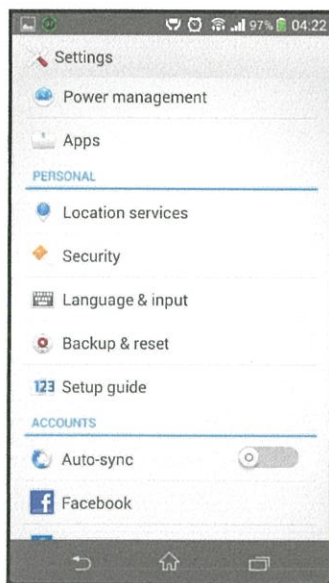 97% 04:22
Settings
Power management
Apps
PERSONAL
Location services
Security
Language & input
Backup & reset
123 Setup guide
ACCOUNTS
Auto-sync
f Facebook